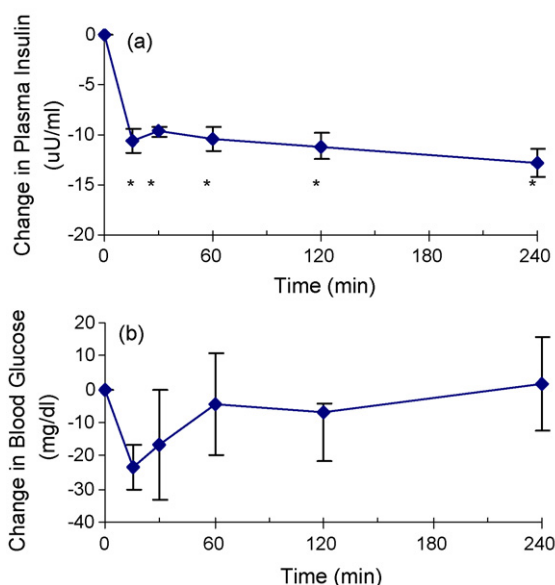 (a)
Change in Plasma Insulin
(uU/ml)
0
-5
-10
-15
-20
* * * * *
0 60 120 180 240
Time (min)
(b)
Change in Blood Glucose
(mg/dl)
20
10
0
-10
-20
-30
-40
0 60 120 180 240
Time (min)